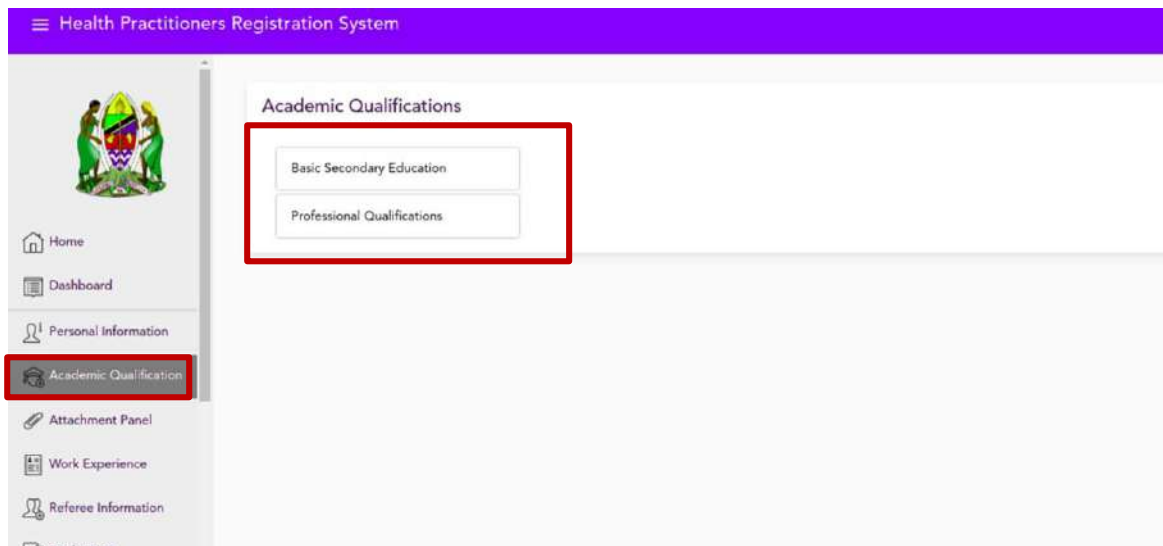 Health Practitioners Registration System
Academic Qualifications
Basic Secondary Education
Professional Qualifications
Home
Dashboard
Personal Information
Academic Qualification
Attachment Panel
Work Experience
Referee Information